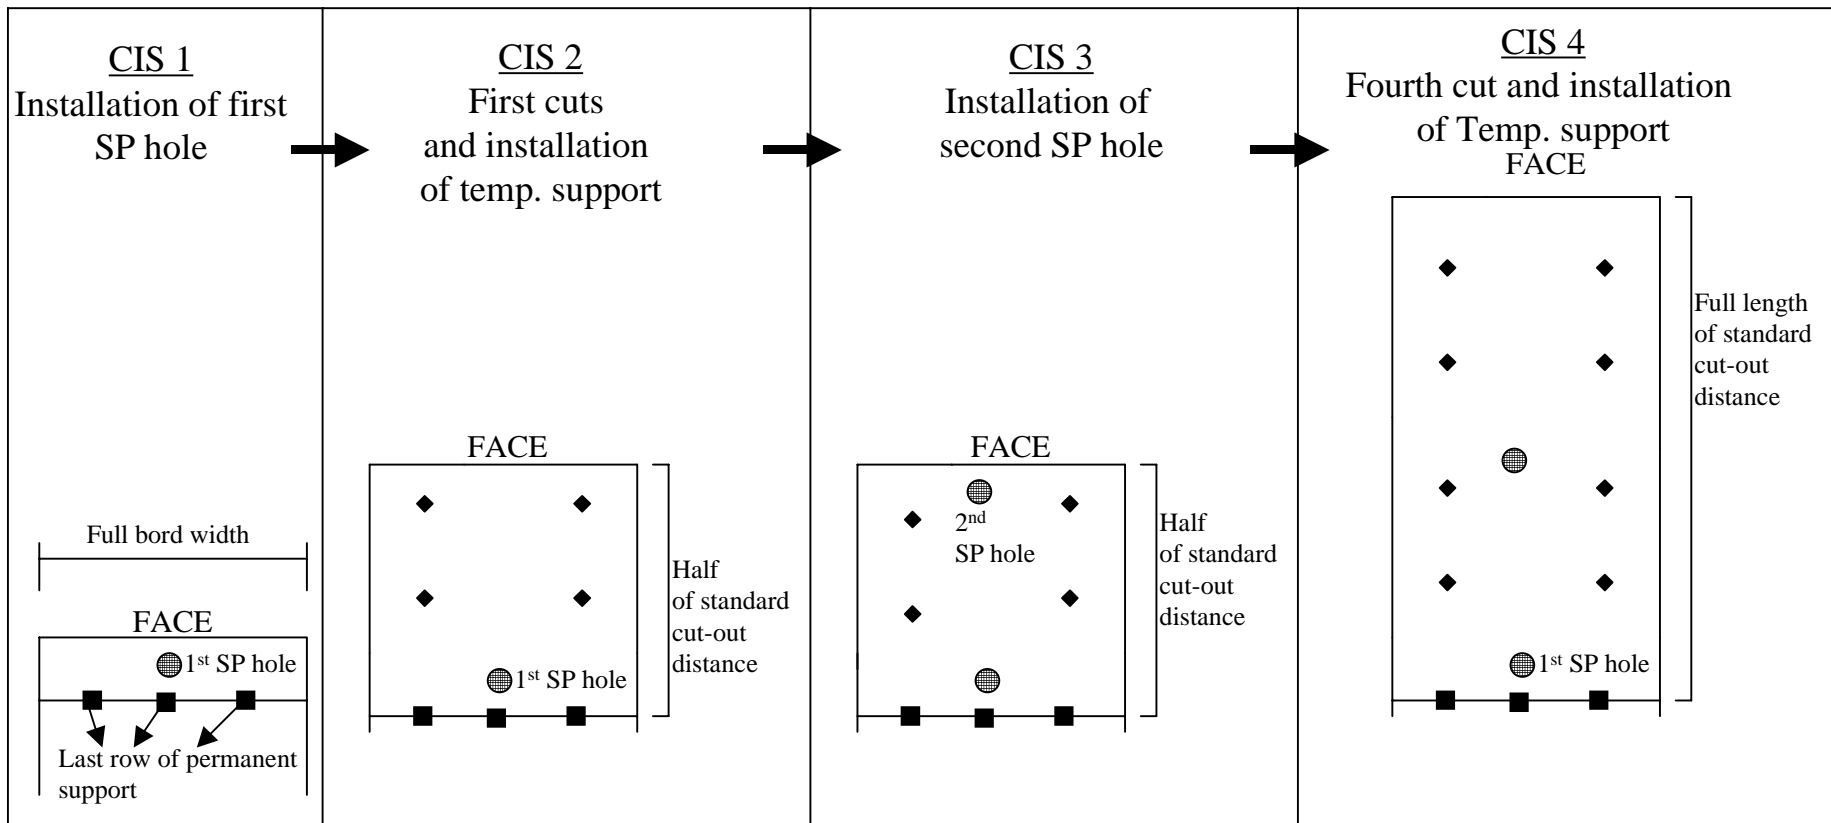 CIS 1
Installation of first
SP hole
Full bord width
FACE
1st SP hole
Last row of permanent
support
CIS 2
First cuts
and installation
of temp. support
FACE
1st SP hole
Half
of standard
cut-out
distance
CIS 3
Installation of
second SP hole
FACE
2nd
SP hole
Half
of standard
cut-out
distance
CIS 4
Fourth cut and installation
of Temp. support
FACE
1st SP hole
Full length
of standard
cut-out
distance